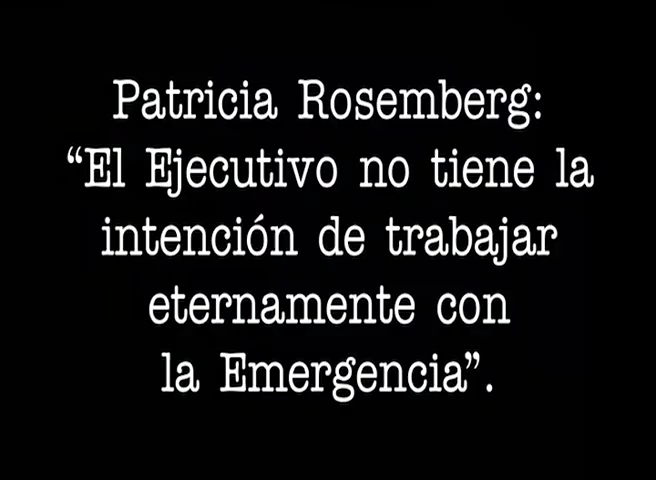 Patricia Rosemberg:
“El Ejecutivo no tiene la
intención de trabajar
eternamente con
la Emergencia”.